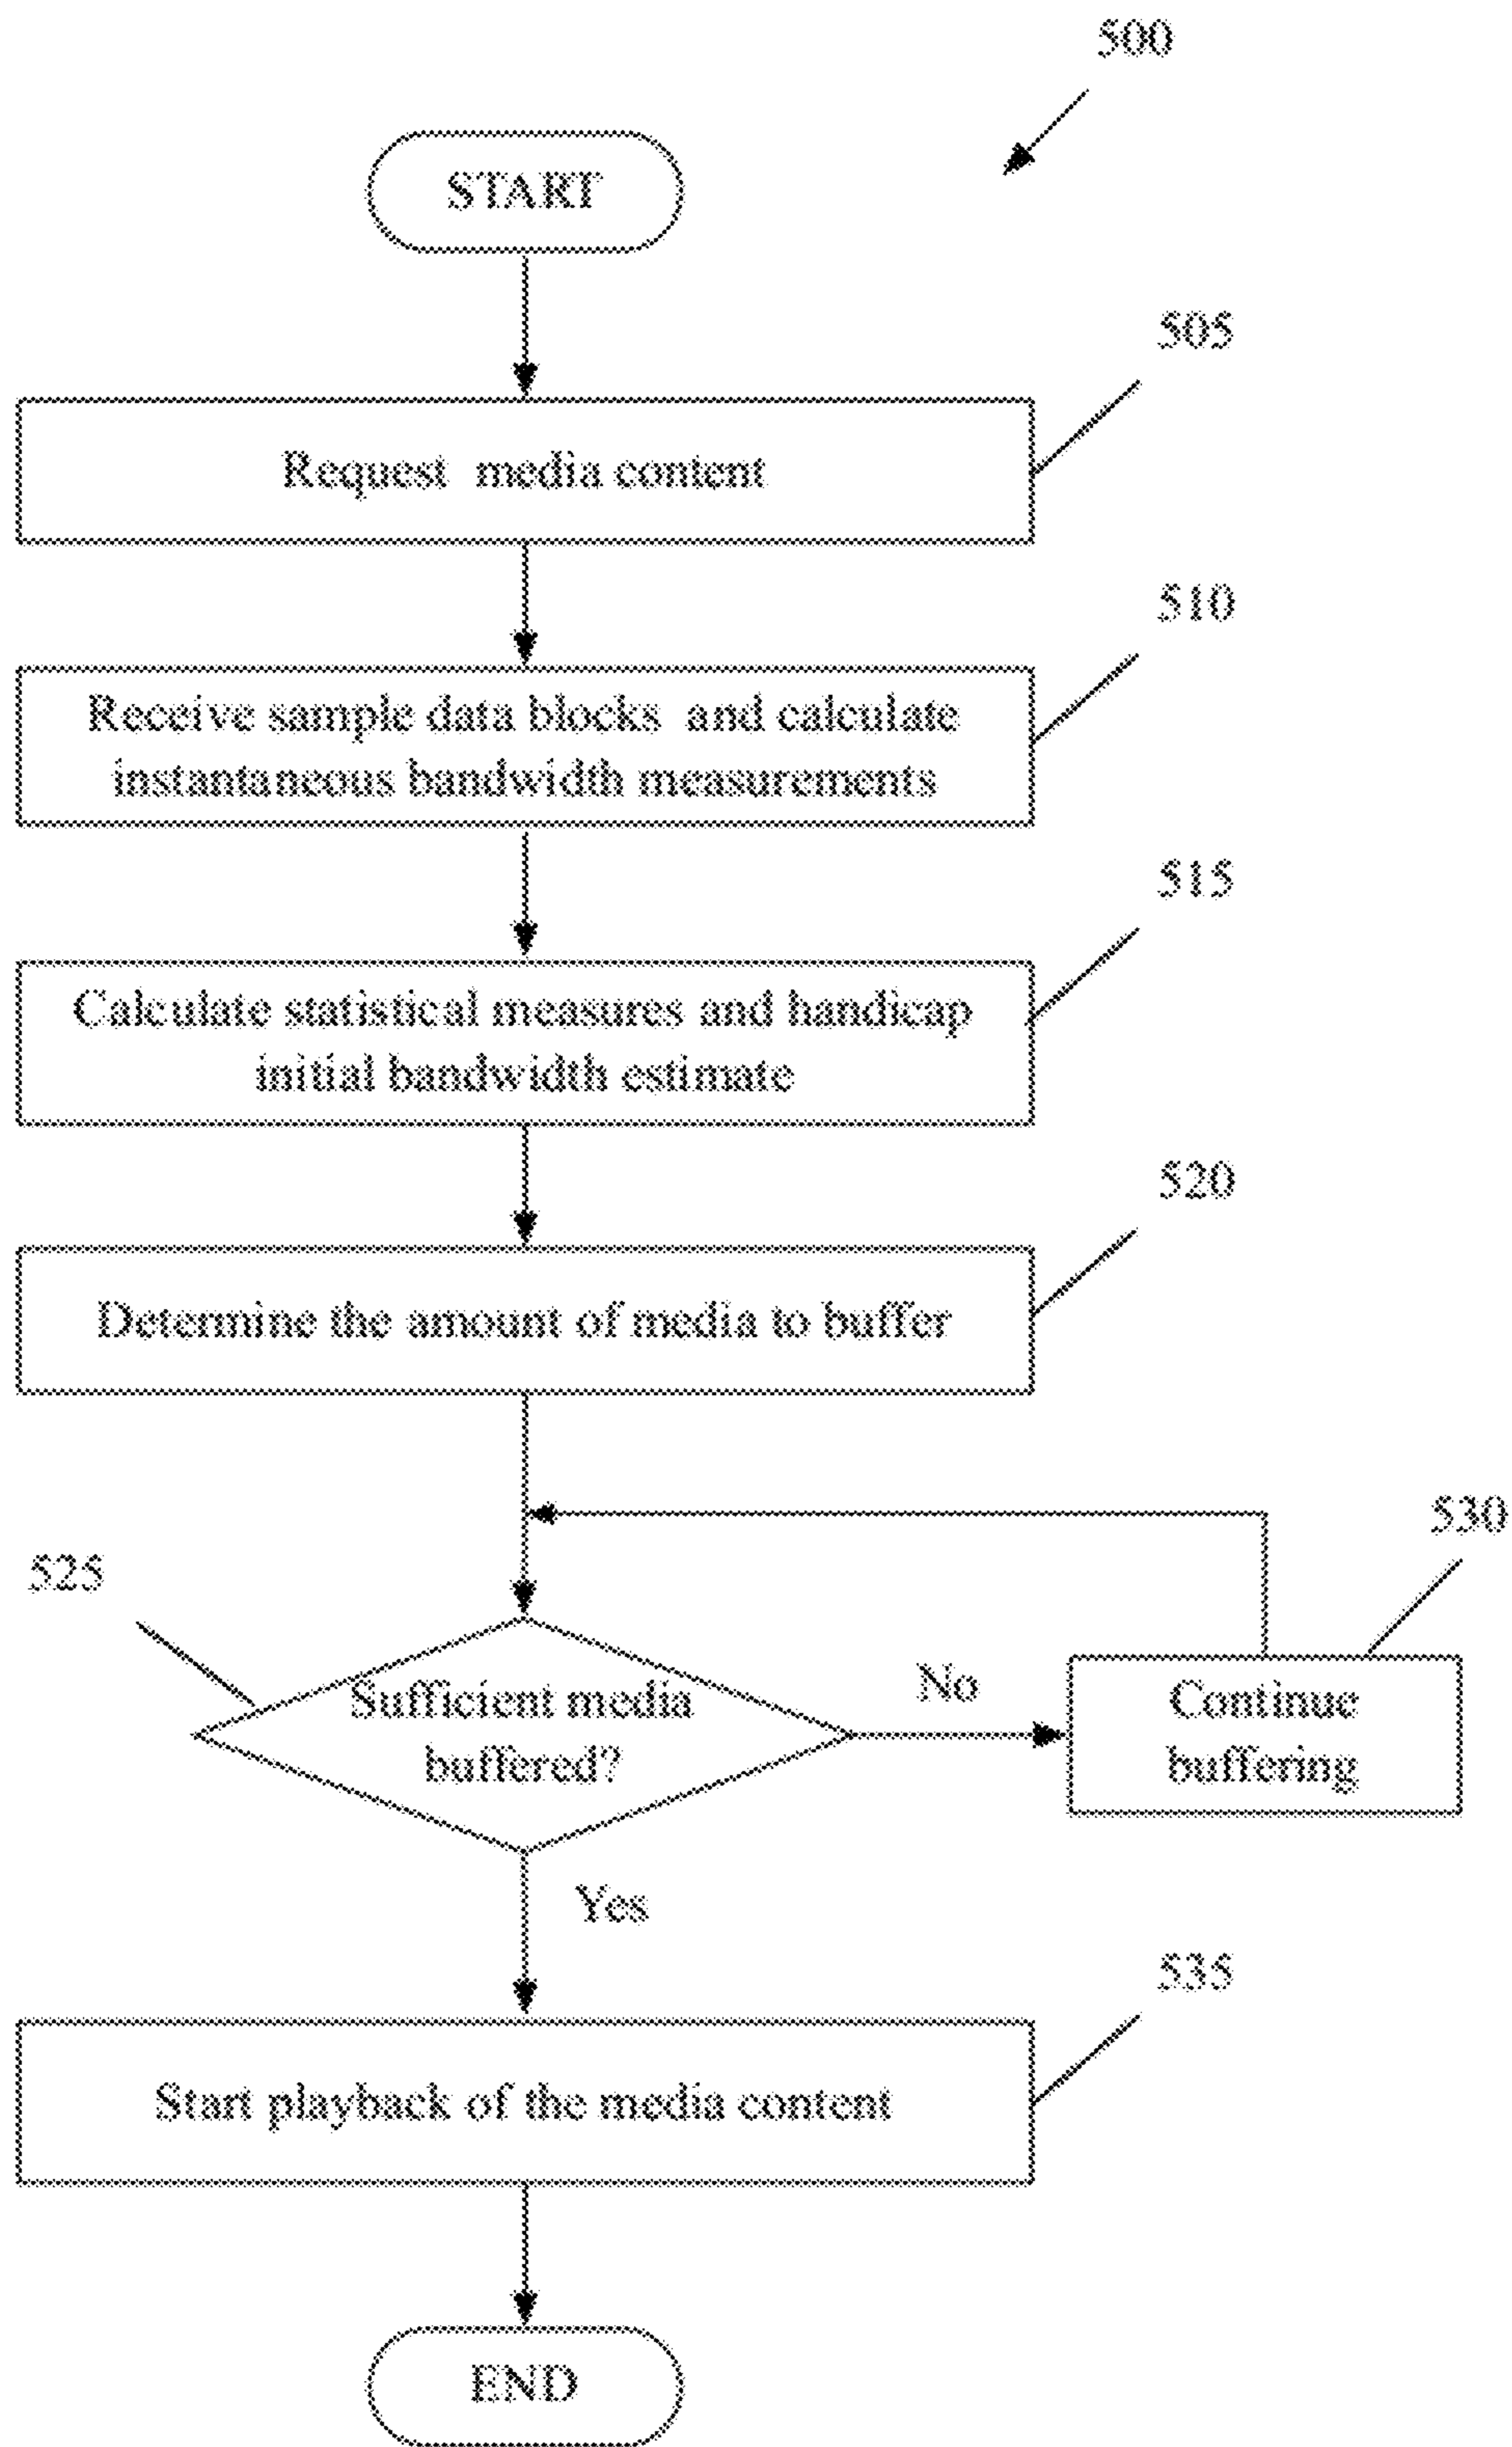 500
START
505
Request media content
510
Receive sample data blocks and calculate
instantaneous bandwidth measurements
515
Calculate statistical measures and handicap
initial bandwidth estimate
520
Determine the amount of media to buffer
530
525
Sufficient media
buffered?
No
Continue
buffering
Yes
535
Start playback of the media content
END